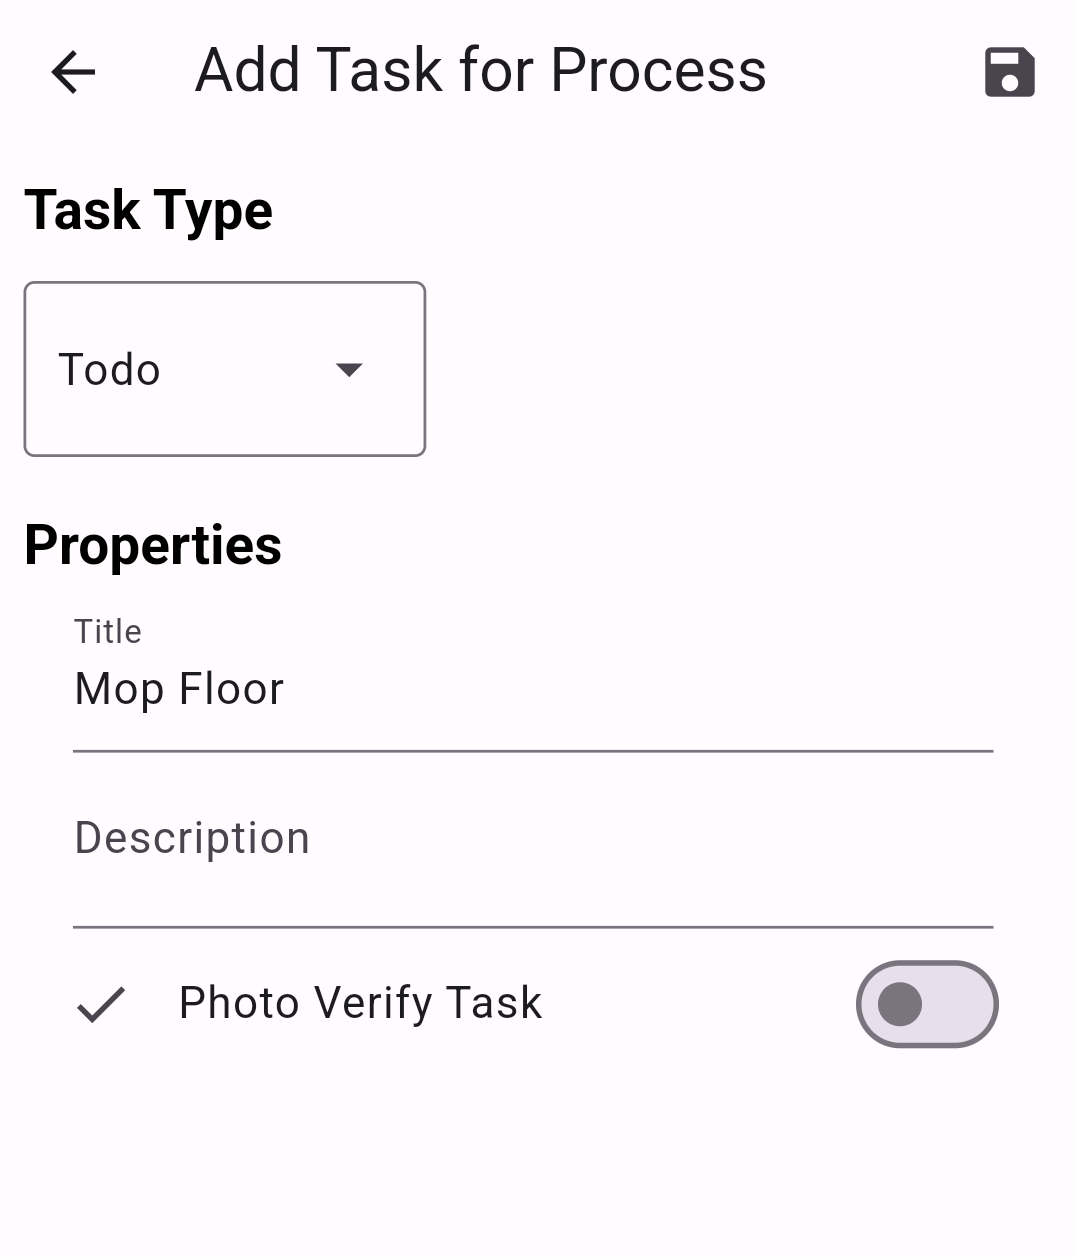 Add Task for Process
Task Type
Todo
Properties
Title
Mop Floor
Description
Photo Verify Task